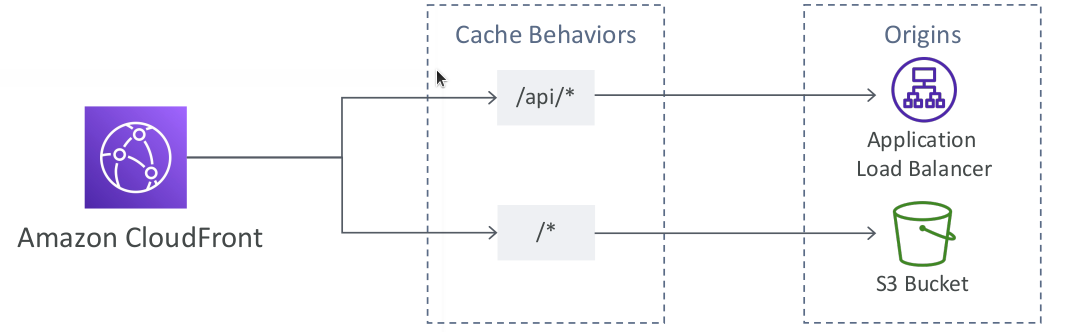 Cache Behaviors
Origins
/api/*
Application
Load Balancer
Amazon CloudFront
/*
S3 Bucket